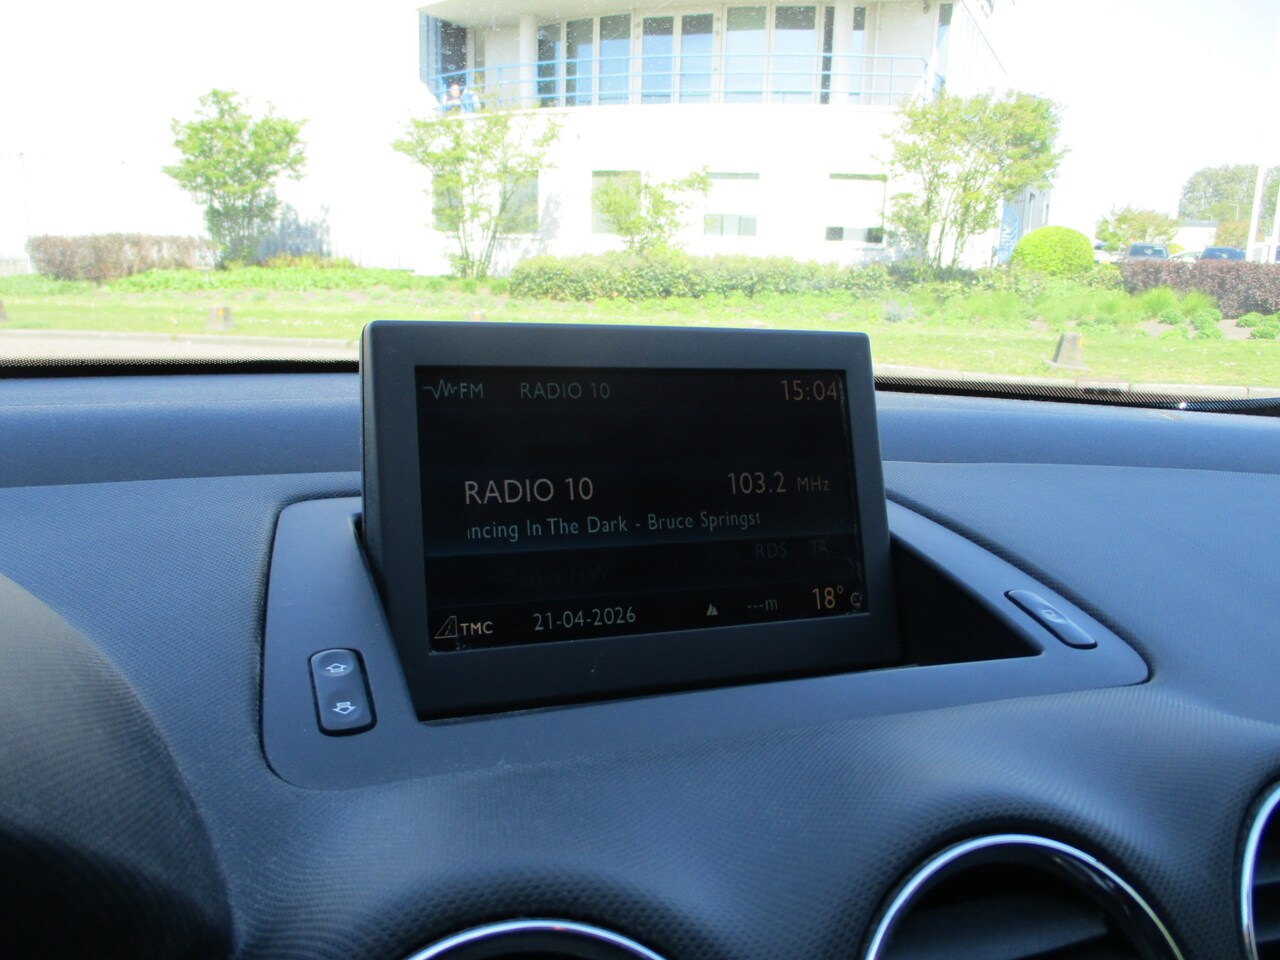 FM RADIO 10 15:04
RADIO 10 103.2 MHz
ncing In The Dark - Bruce Springst
RDS TA
TMC 21-04-2026 ---m 18° C